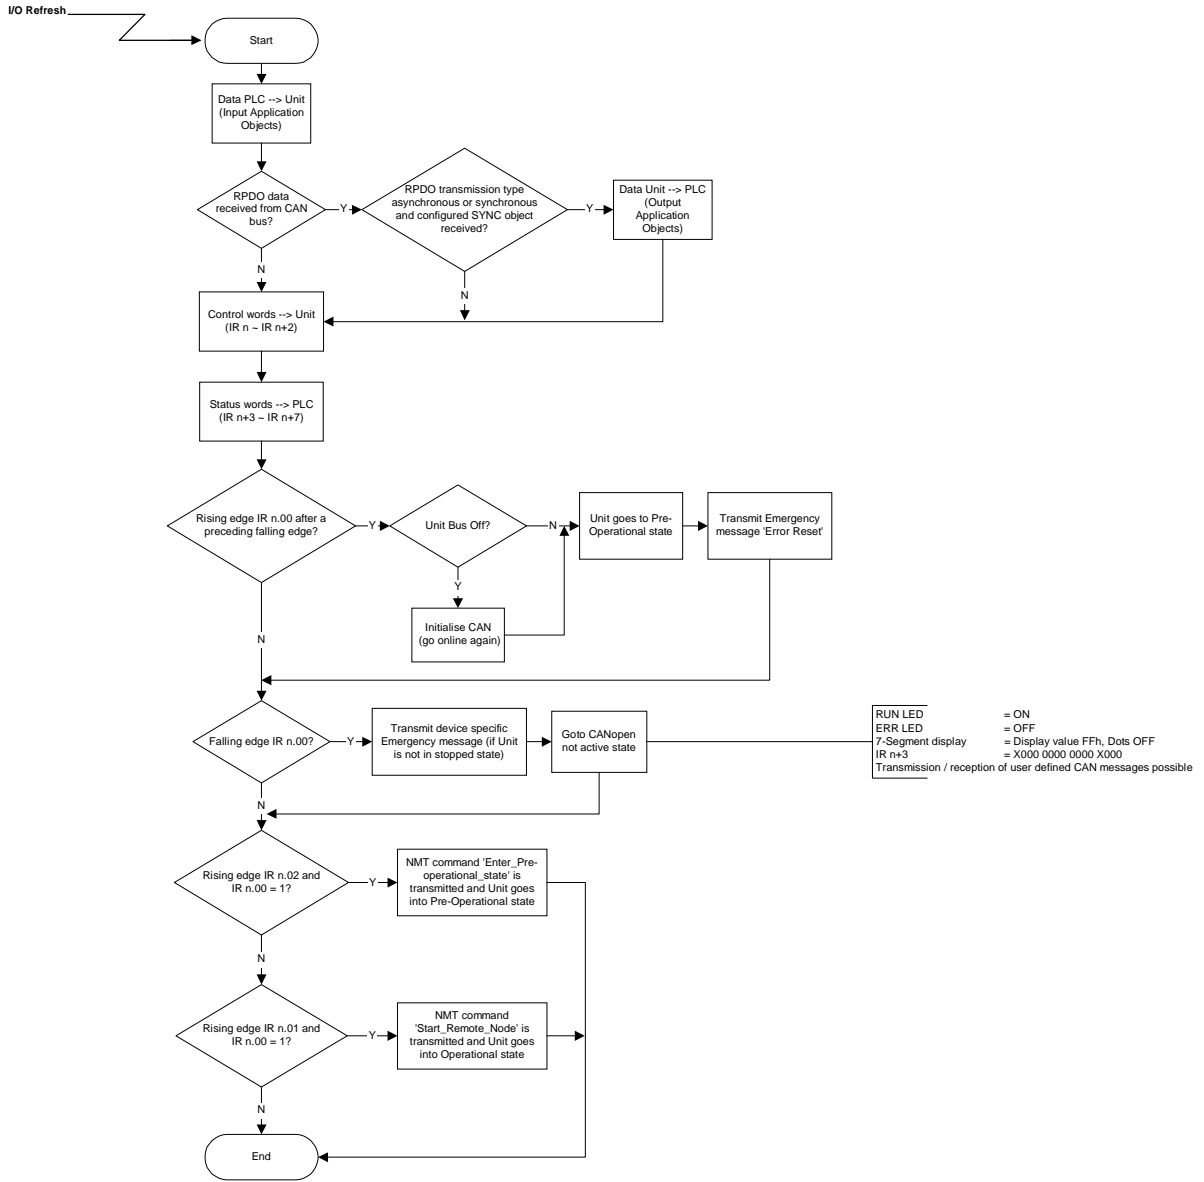 I/O Refresh
Start
Data PLC --> Unit
(Input Application
Objects)
RPDO data
received from CAN
bus?
Y
RPDO transmission type
asynchronous or synchronous
and configured SYNC object
received?
Y
Data Unit --> PLC
(Output
Application
Objects)
N
N
Control words --> Unit
(IR n ~ IR n+2)
Status words --> PLC
(IR n+3 ~ IR n+7)
Rising edge IR n.00 after a
preceding falling edge?
Y
Unit Bus Off?
N
Unit goes to Pre-
Operational state
Transmit Emergency
message 'Error Reset'
Y
Initialise CAN
(go online again)
N
Falling edge IR n.00?
Y
Transmit device specific
Emergency message (if Unit
is not in stopped state)
Goto CANopen
not active state
RUN LED = ON
ERR LED = OFF
7-Segment display = Display value FFh, Dots OFF
IR n+3 = X000 0000 0000 X000
Transmission / reception of user defined CAN messages possible
N
Rising edge IR n.02 and
IR n.00 = 1?
Y
NMT command 'Enter_Pre-
operational_state' is
transmitted and Unit goes
into Pre-Operational state
N
Rising edge IR n.01 and
IR n.00 = 1?
Y
NMT command
'Start_Remote_Node' is
transmitted and Unit goes
into Operational state
N
End